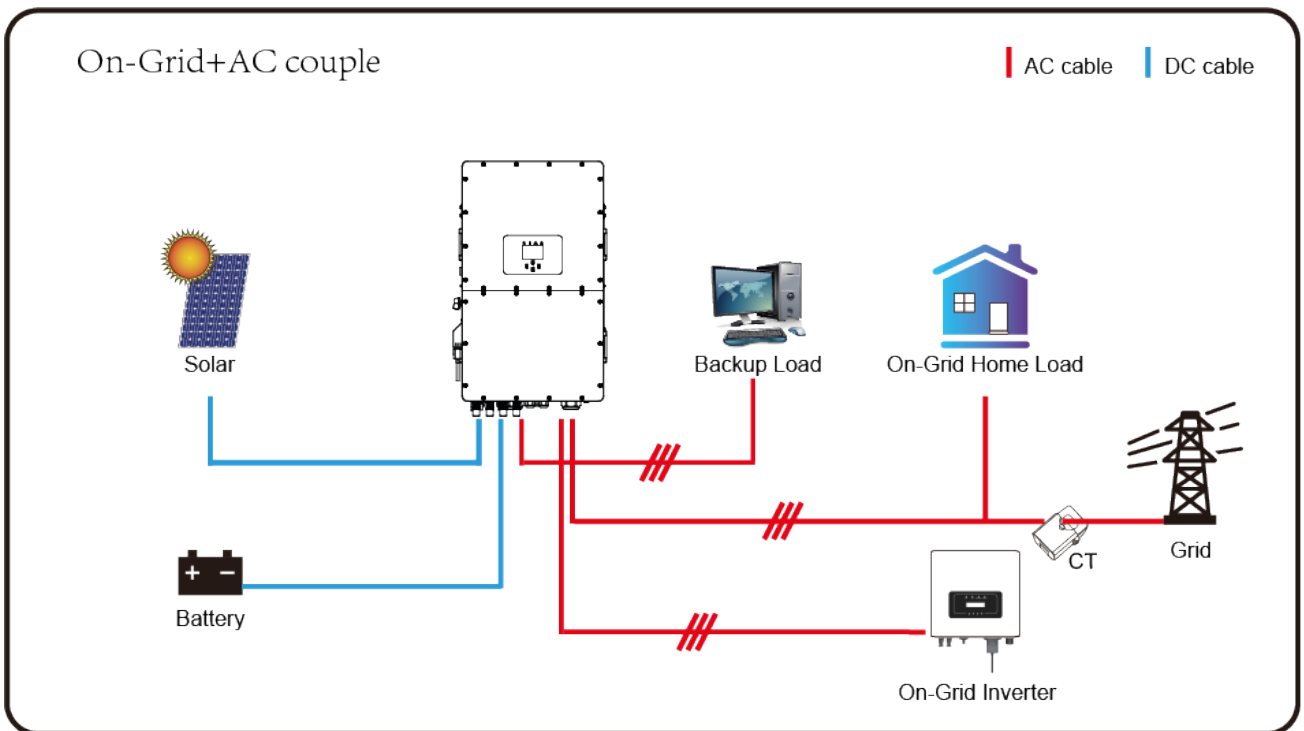 On-Grid+AC couple
AC cable
DC cable
Solar
Backup Load
On-Grid Home Load
CT
Grid
Battery
+ −
On-Grid Inverter